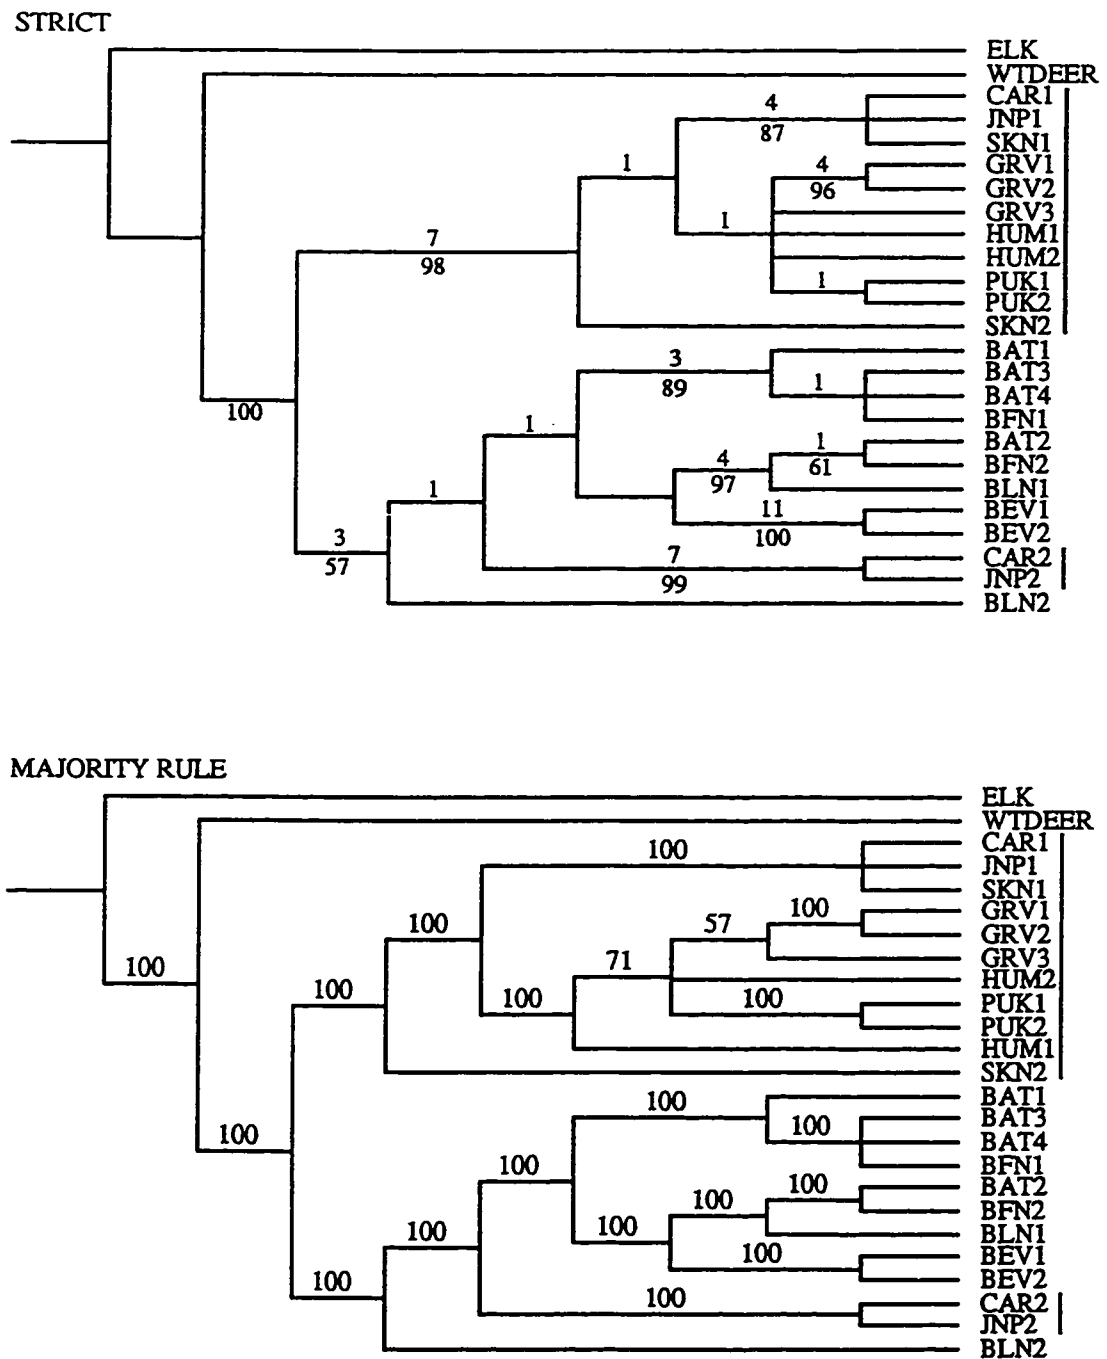 STRICT
ELK
WTDEER
CAR1
4
JNP1
87
SKN1
1
GRV1
4
GRV2
96
GRV3
1
HUM1
7
HUM2
98
1
PUK1
PUK2
SKN2
BAT1
3
BAT3
89
1
BAT4
100
BFN1
1
BAT2
1
BFN2
4
61
BLN1
97
1
BEV1
11
BEV2
100
3
CAR2
7
57
JNP2
99
BLN2
MAJORITY RULE
ELK
WTDEER
CAR1
100
JNP1
SKN1
GRV1
100
GRV2
57
100
GRV3
71
HUM2
100
100
PUK1
100
100
PUK2
HUM1
SKN2
BAT1
100
BAT3
100
BAT4
100
BFN1
100
BAT2
100
BFN2
100
BLN1
100
100
BEV1
100
BEV2
100
CAR2
100
JNP2
BLN2